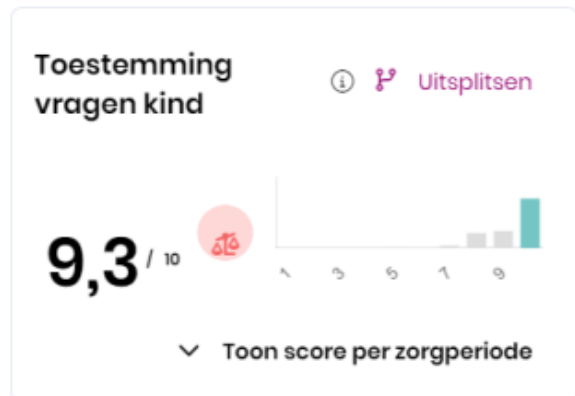 Toestemming
vragen kind
Uitsplitsen
9,3 / 10
1 3 5 7 9
Toon score per zorgperiode